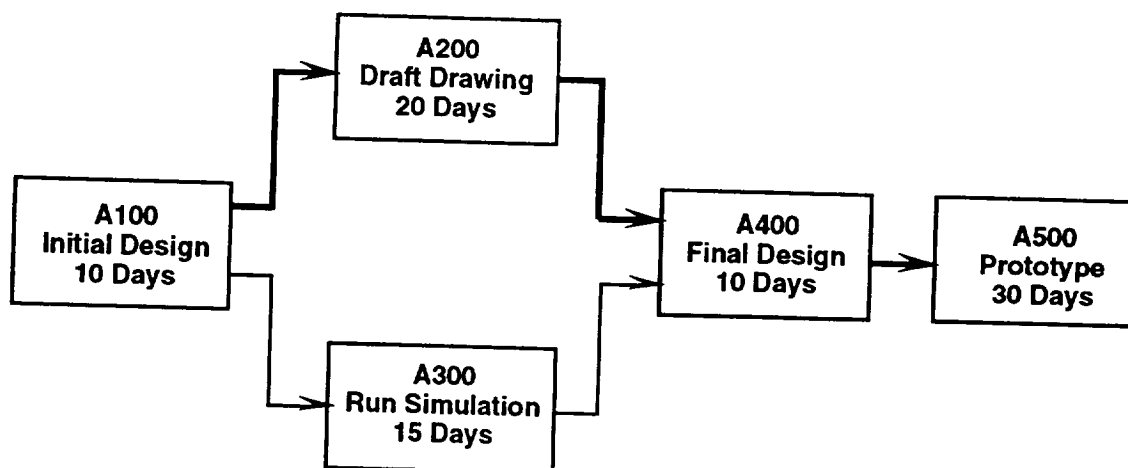 A200
Draft Drawing
20 Days
A100
Initial Design
10 Days
A400
Final Design
10 Days
A500
Prototype
30 Days
A300
Run Simulation
15 Days